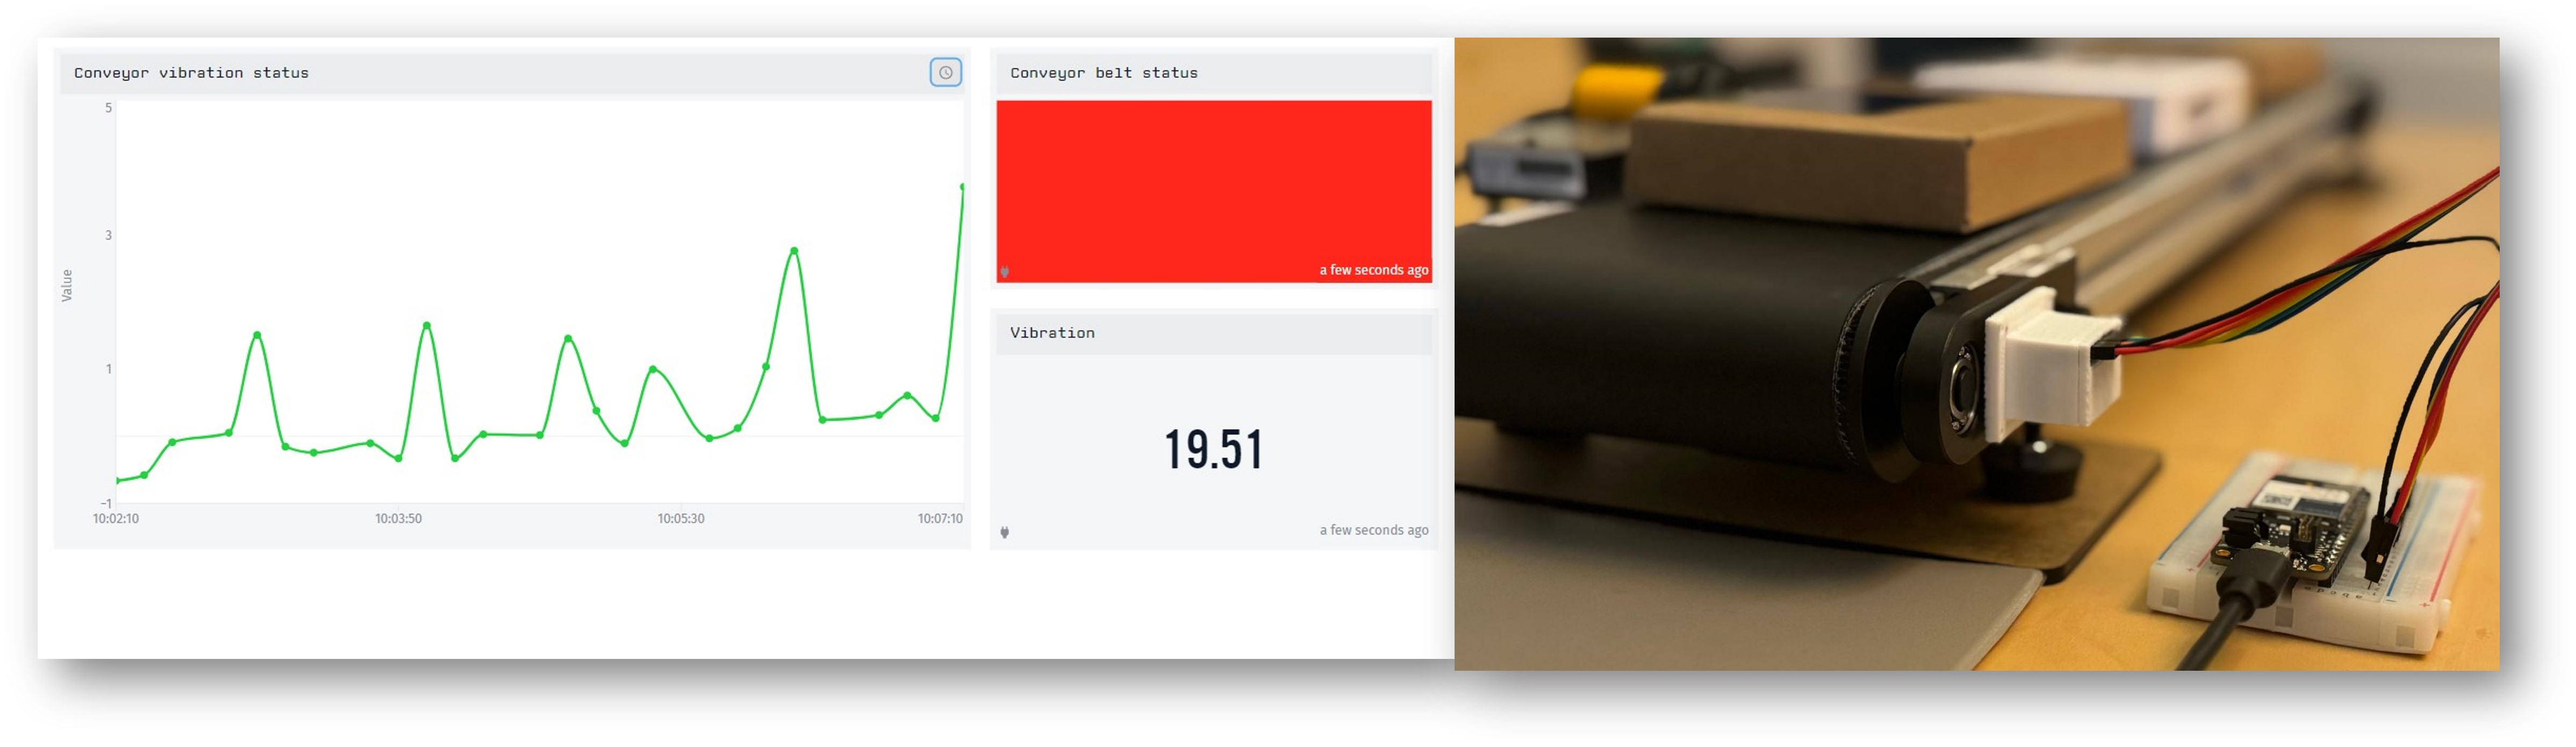 Conveyor vibration status
5
3
1
-1
Value
10:02:10
10:03:50
10:05:30
10:07:10
Conveyor belt status
a few seconds ago
Vibration
19.51
a few seconds ago